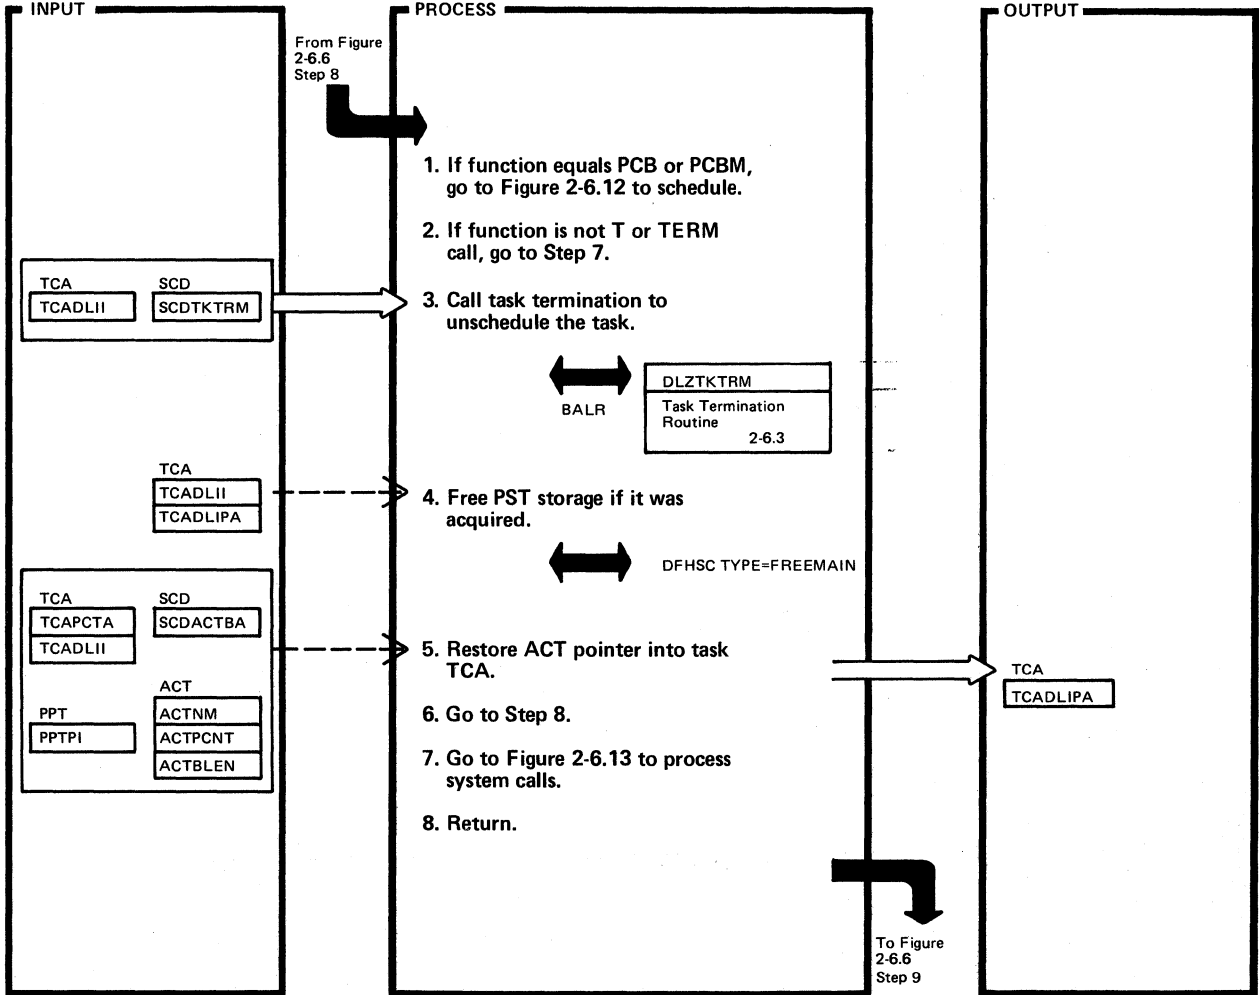 INPUT
PROCESS
OUTPUT
From Figure
2-6.6
Step 8
1. If function equals PCB or PCBM,
go to Figure 2-6.12 to schedule.
2. If function is not T or TERM
call, go to Step 7.
TCA
SCD
TCADLII
SCDTKTRM
3. Call task termination to
unschedule the task.
BALR
DLZTKTRM
Task Termination
Routine
2-6.3
TCA
TCADLII
TCADLIPA
4. Free PST storage if it was
acquired.
DFHSC TYPE=FREEMAIN
TCA
SCD
TCAPCTA
SCDACTBA
TCADLII
5. Restore ACT pointer into task
TCA.
TCA
TCADLIPA
ACT
PPT
ACTNM
PPTPI
ACTPCNT
ACTBLEN
6. Go to Step 8.
7. Go to Figure 2-6.13 to process
system calls.
8. Return.
To Figure
2-6.6
Step 9